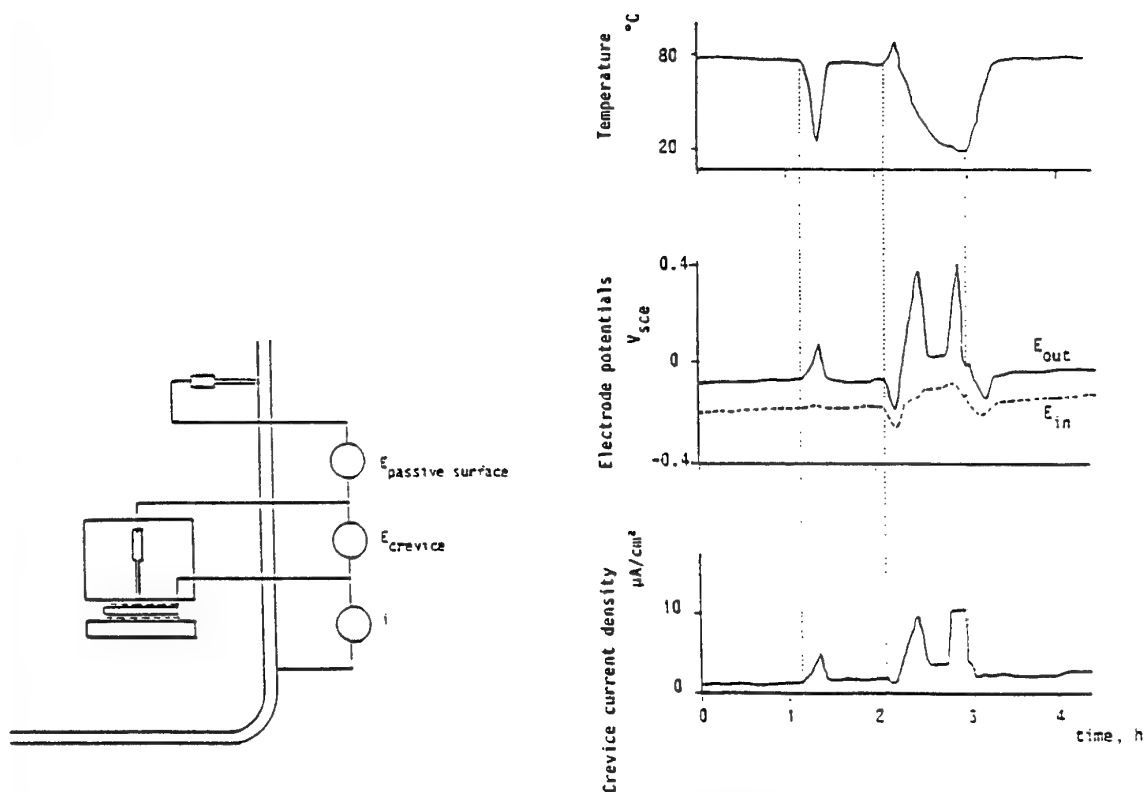 E passive surface
E crevice
i
Temperature
°C
80
20
Electrode potentials
V sce
0.4
0
-0.4
E out
E in
Crevice current density
µA/cm²
10
0
0 1 2 3 4
time, h